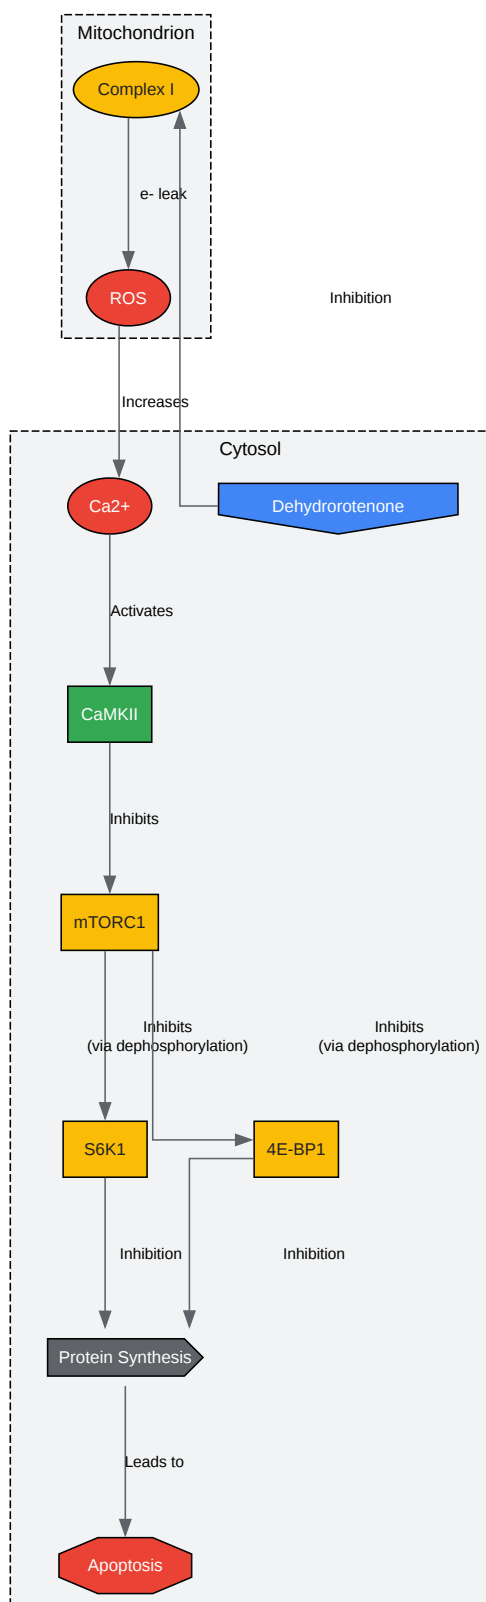 Mitochondrion
Complex I
e- leak
ROS
Inhibition
Increases
Cytosol
Ca2+
Dehydrorotenone
Activates
CaMKII
Inhibits
mTORC1
Inhibits
(via dephosphorylation)
Inhibits
(via dephosphorylation)
S6K1
4E-BP1
Inhibition
Inhibition
Protein Synthesis
Leads to
Apoptosis